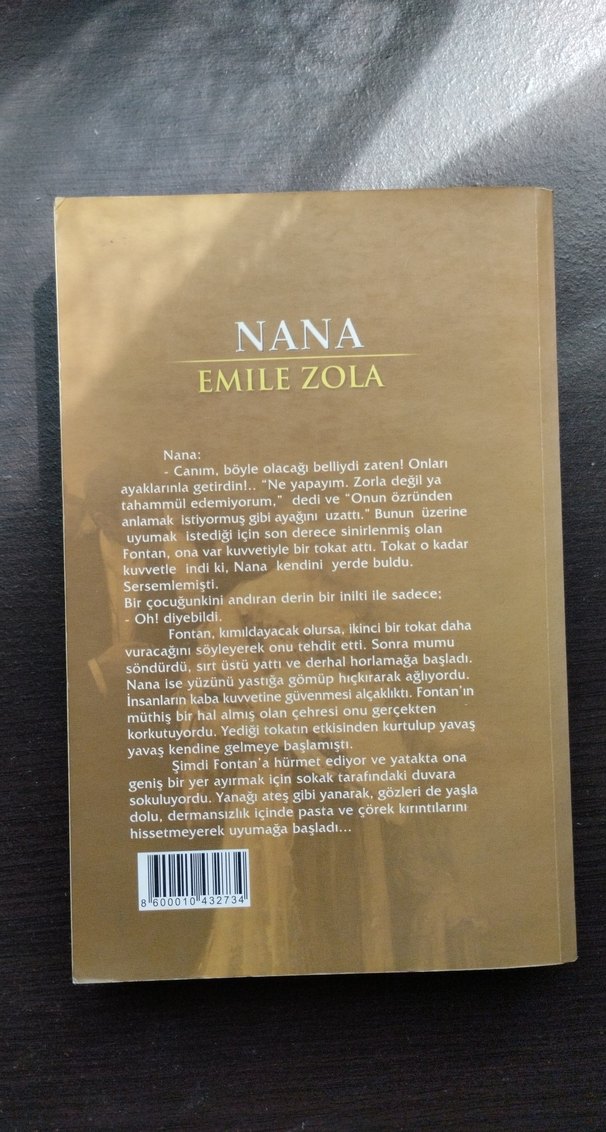 NANA
EMILE ZOLA
Nana:
- Canım, böyle olacağı belliydi zaten! Onları
ayaklarınla getirdin!.. “Ne yapayım. Zorla değil ya
tahammül edemiyorum,” dedi ve “Onun özründen
anlamak istiyormuş gibi ayağını uzattı.” Bunun üzerine
uyumak istediği için son derece sinirlenmiş olan
Fontan, ona var kuvvetiyle bir tokat attı. Tokat o kadar
kuvvetle indi ki, Nana kendini yerde buldu.
Sersemlemişti.
Bir çocuğunkini andıran derin bir inilti ile sadece;
- Oh! diyebildi.
Fontan, kımıldayacak olursa, ikinci bir tokat daha
vuracağını söyleyerek onu tehdit etti. Sonra mumu
söndürdü, sırt üstü yattı ve derhal horlamağa başladı.
Nana ise yüzünü yastığa gömüp hıçkırarak ağlıyordu.
İnsanların kaba kuvvetine güvenmesi alçaklıktı. Fontan’ın
müthiş bir hal almış olan çehresi onu gerçekten
korkutuyordu. Yediği tokatın etkisinden kurtulup yavaş
yavaş kendine gelmeye başlamıştı.
Şimdi Fontan’a hürmet ediyor ve yatakta ona
geniş bir yer ayırmak için sokak tarafındaki duvara
sokuluyordu. Yanağı ateş gibi yanarak, gözleri de yaşla
dolu, dermansızlık içinde pasta ve çörek kırıntılarını
hissetmeyerek uyumağa başladı...
8 600010 432734